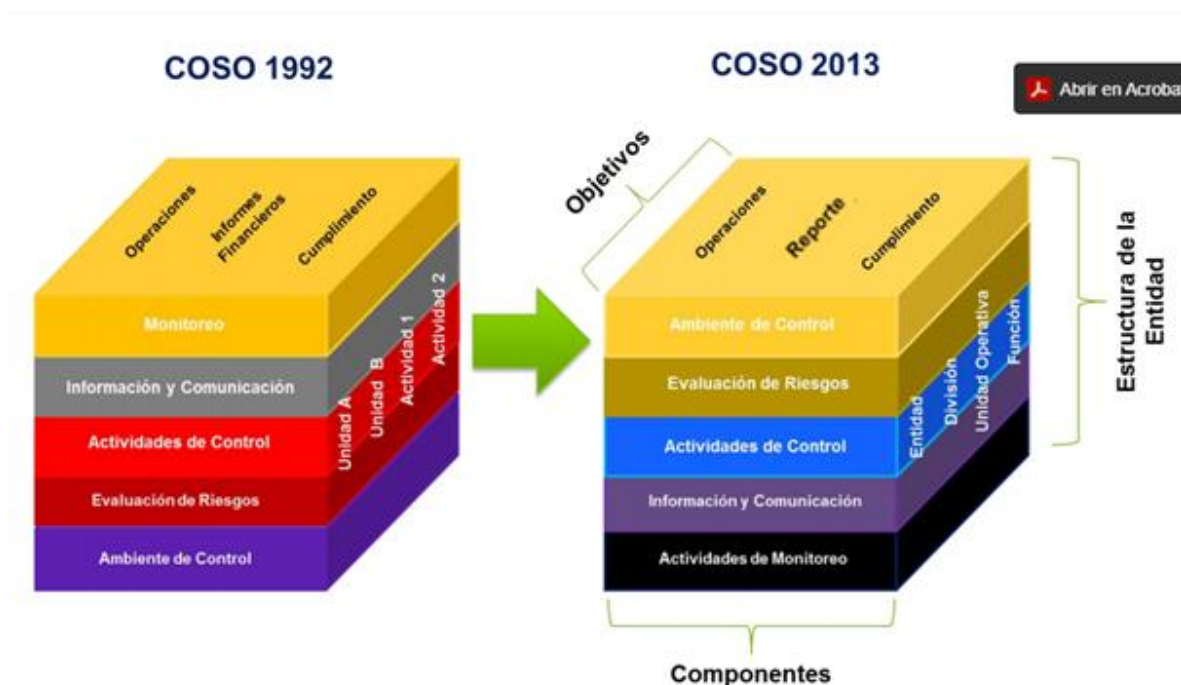 COSO 1992
COSO 2013
Abrir en Acroba
Operaciones
Informes
Financieros
Cumplimiento
Monitoreo
Información y Comunicación
Actividades de Control
Evaluación de Riesgos
Ambiente de Control
Unidad A
Unidad B
Actividad 1
Actividad 2
Objetivos
Operaciones
Reporte
Cumplimiento
Ambiente de Control
Evaluación de Riesgos
Actividades de Control
Información y Comunicación
Actividades de Monitoreo
Entidad
División
Unidad Operativa
Función
Estructura de la
Entidad
Componentes